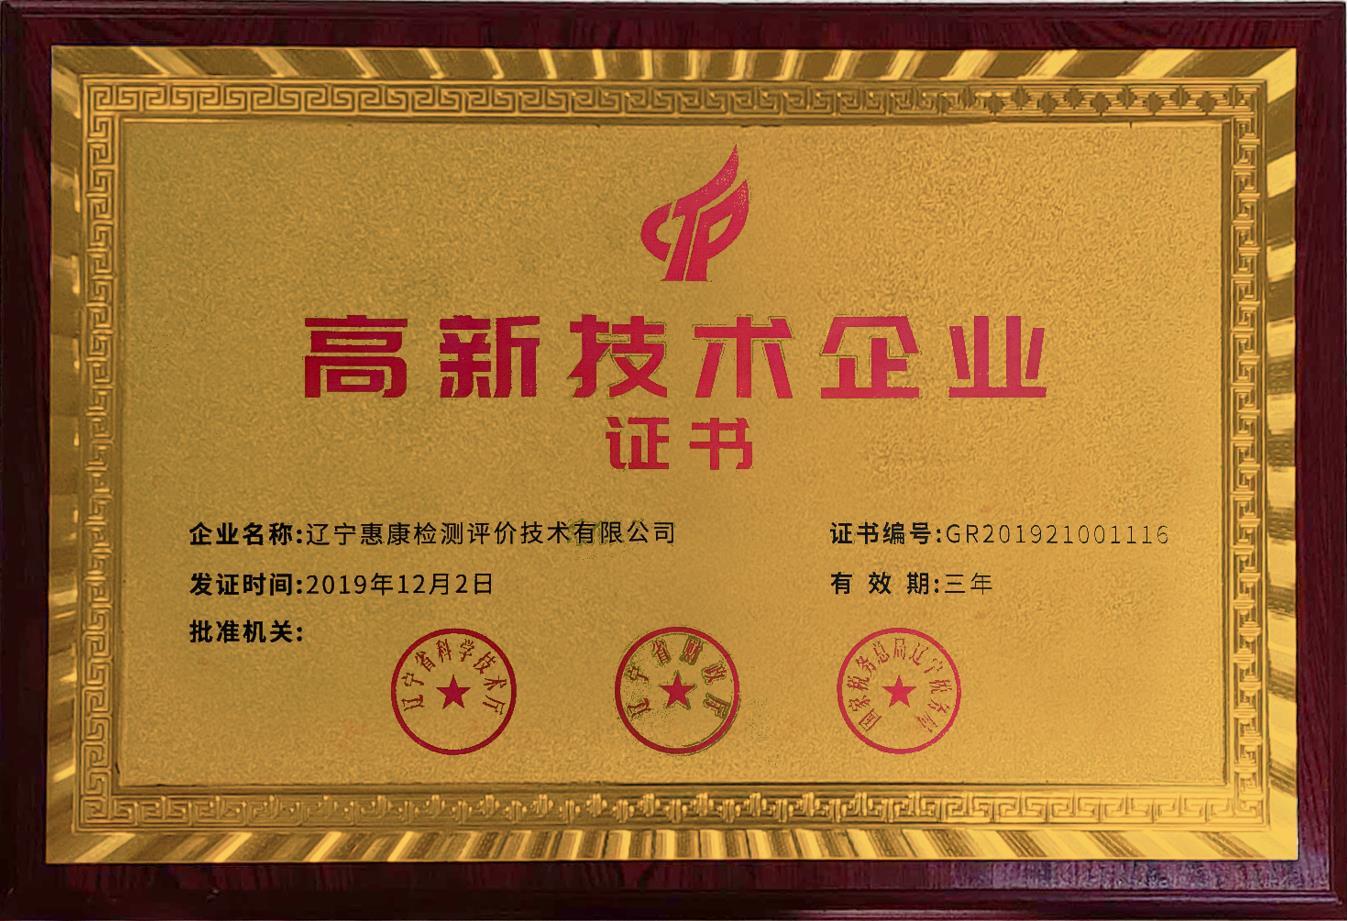 高新技术企业
证书
企业名称:辽宁惠康检测评价技术有限公司
证书编号:GR201921001116
发证时间:2019年12月2日
有 效 期:三年
批准机关:
辽宁省科学技术厅
辽宁省财政厅
国家税务总局辽宁税务局